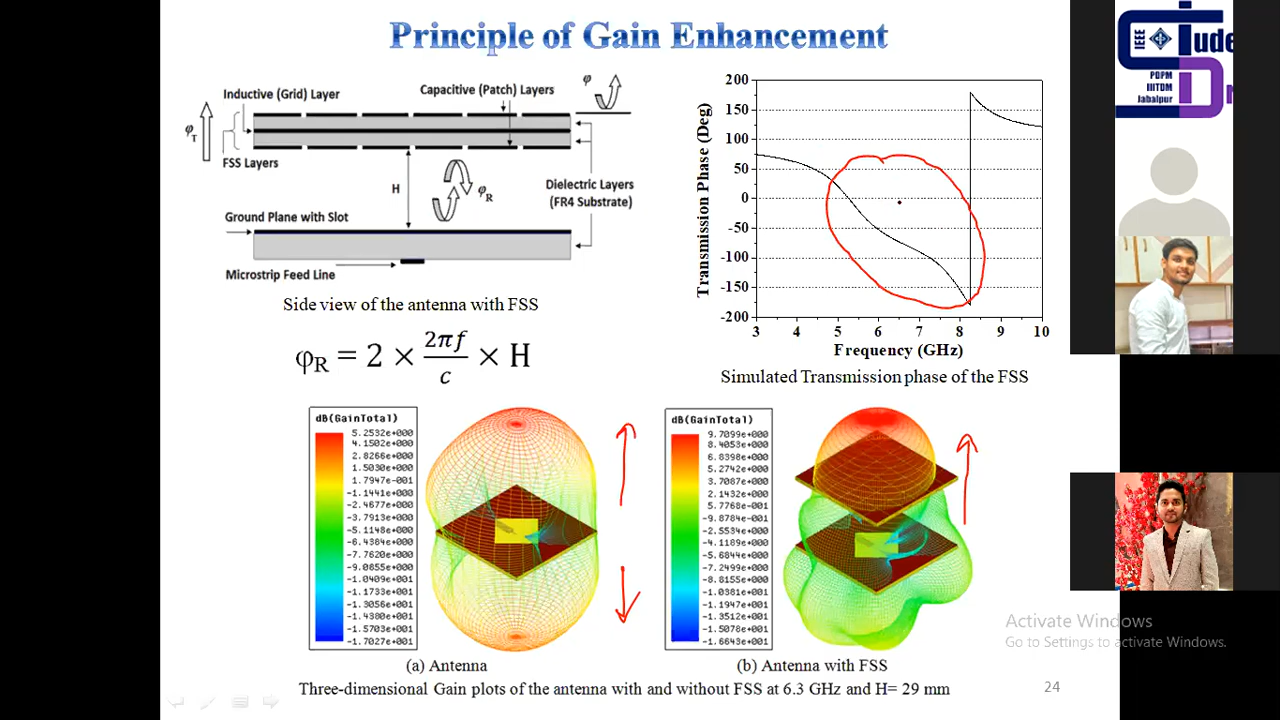 Principle of Gain Enhancement
Inductive (Grid) Layer
Capacitive (Patch) Layers
φ
φT
FSS Layers
H
φR
Dielectric Layers
(FR4 Substrate)
Ground Plane with Slot
Microstrip Feed Line
Side view of the antenna with FSS
φR = 2 × 2πf/c × H
Transmission Phase (Deg)
200
150
100
50
0
-50
-100
-150
-200
3 4 5 6 7 8 9 10
Frequency (GHz)
Simulated Transmission phase of the FSS
dB(GainTotal)
5.2532e+000
4.1502e+000
2.8266e+000
1.5030e+000
1.7947e-001
-1.1441e+000
-2.4677e+000
-3.7913e+000
-5.1148e+000
-6.4384e+000
-7.7620e+000
-9.0855e+000
-1.0409e+001
-1.1733e+001
-1.3056e+001
-1.4380e+001
-1.5703e+001
-1.7027e+001
dB(GainTotal)
9.7099e+000
8.4053e+000
6.8398e+000
5.2742e+000
3.7087e+000
2.1432e+000
5.7768e-001
-9.8784e-001
-2.5534e+000
-4.1189e+000
-5.6844e+000
-7.2499e+000
-8.8155e+000
-1.0381e+001
-1.1947e+001
-1.3512e+001
-1.5078e+001
-1.6643e+001
(a) Antenna
(b) Antenna with FSS
Three-dimensional Gain plots of the antenna with and without FSS at 6.3 GHz and H= 29 mm
24
IEEE
tude
PDPM
IIITDM
Jabalpur
Activate Windows
Go to Settings to activate Windows.